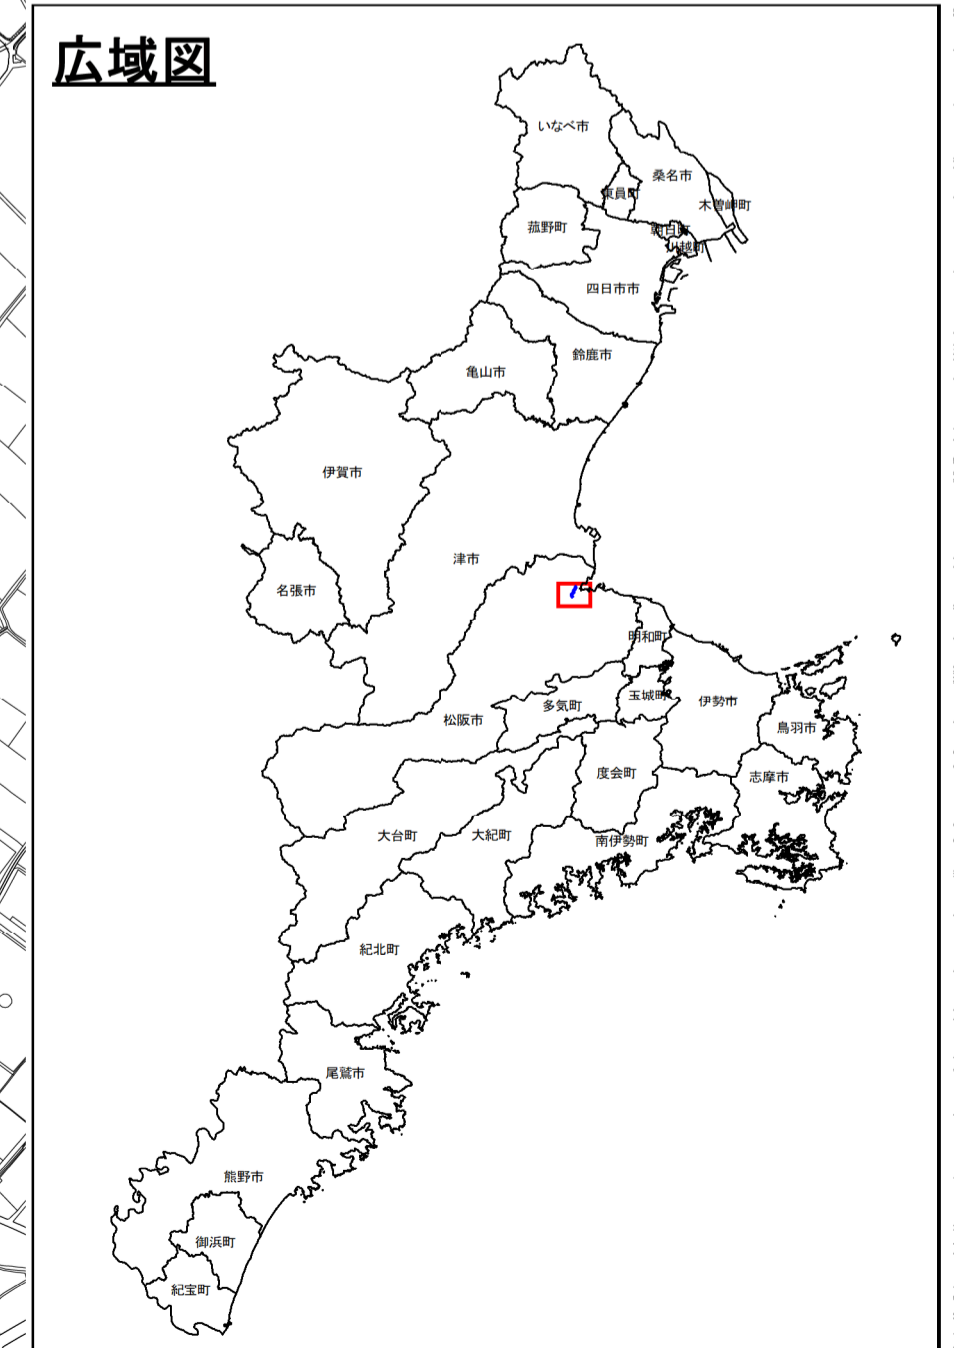 広域図
いなべ市
桑名市
東員町
木曽岬町
菰野町
朝日町
川越町
四日市市
鈴鹿市
亀山市
伊賀市
津市
名張市
明和町
玉城町
伊勢市
多気町
松阪市
鳥羽市
度会町
志摩市
大台町
大紀町
南伊勢町
紀北町
尾鷲市
熊野市
御浜町
紀宝町